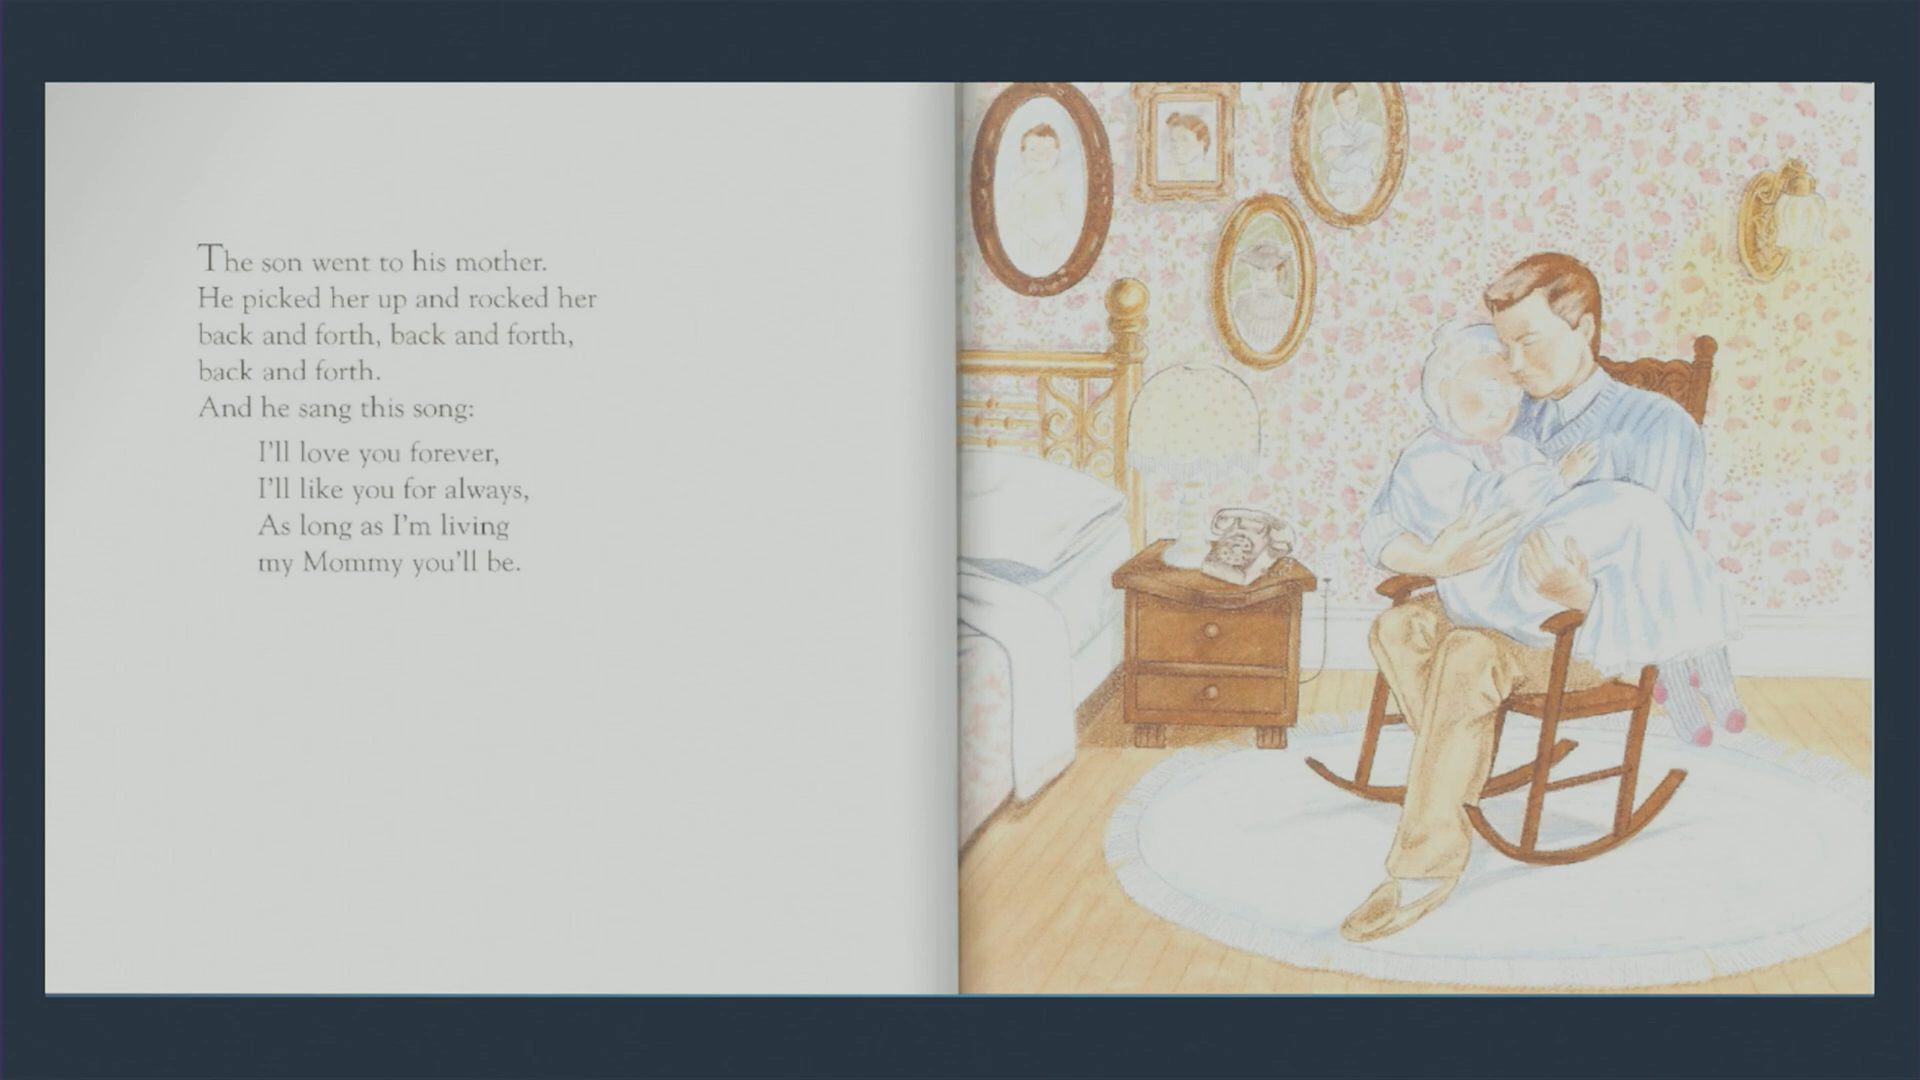 The son went to his mother.
He picked her up and rocked her
back and forth, back and forth,
back and forth.
And he sang this song:
I'll love you forever,
I'll like you for always,
As long as I'm living
my Mommy you'll be.